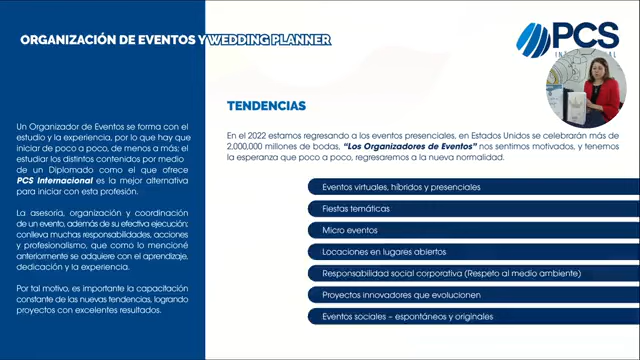 ORGANIZACIÓN DE EVENTOS Y WEDDING PLANNER
PCS
Un Organizador de Eventos se forma con el
estudio y la experiencia, por lo que hay que
iniciar de poco a poco, de menos a más; el
estudiar los distintos contenidos por medio
de un Diplomado como el que ofrece
PCS Internacional es la mejor alternativa
para iniciar con esta profesión.
La asesoría, organización y coordinación
de un evento, además de su efectiva ejecución;
conlleva muchas responsabilidades, acciones
y profesionalismo, que como lo mencioné
anteriormente se adquiere con el aprendizaje,
dedicación y la experiencia.
Por tal motivo, es importante la capacitación
constante de las nuevas tendencias, logrando
proyectos con excelentes resultados.
TENDENCIAS
En el 2022 estamos regresando a los eventos presenciales, en Estados Unidos se celebrarán más de
2,000,000 millones de bodas, “Los Organizadores de Eventos” nos sentimos motivados, y tenemos
la esperanza que poco a poco, regresaremos a la nueva normalidad.
Eventos virtuales, híbridos y presenciales
Fiestas temáticas
Micro eventos
Locaciones en lugares abiertos
Responsabilidad social corporativa (Respeto al medio ambiente)
Proyectos innovadores que evolucionen
Eventos sociales – espontáneos y originales